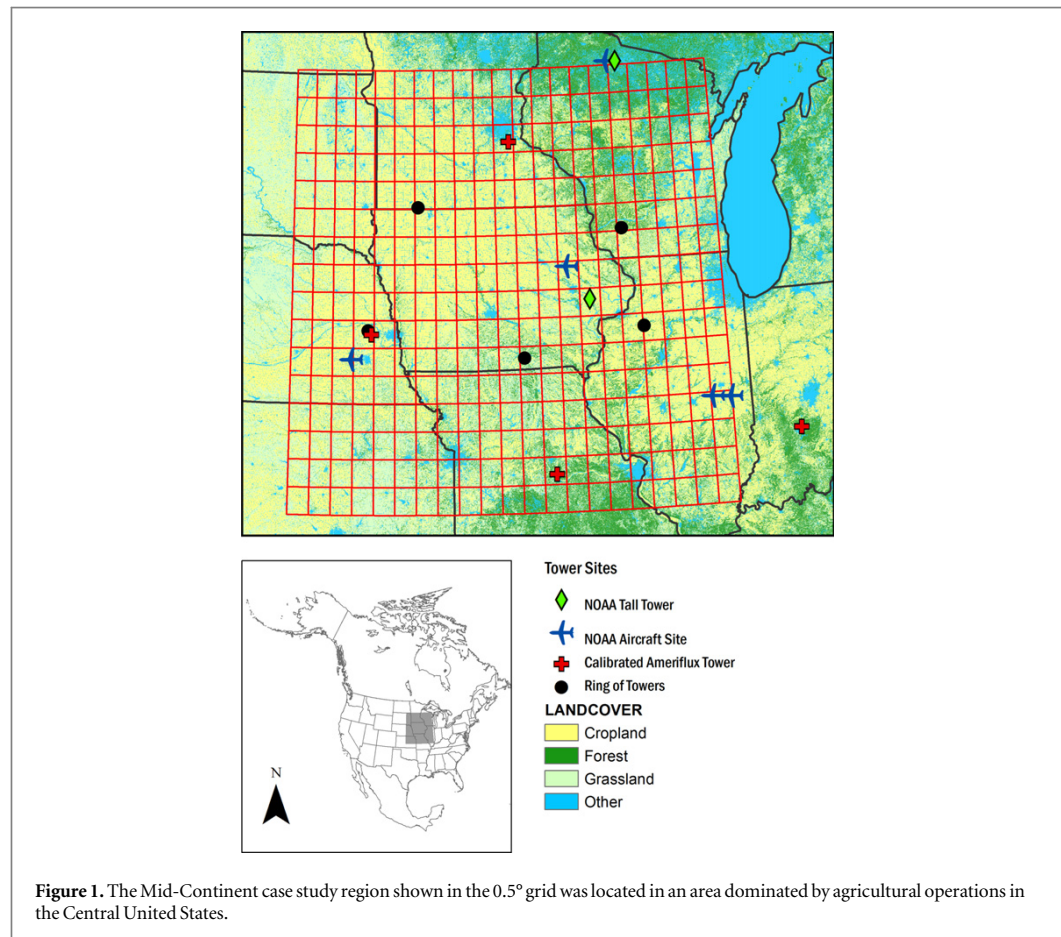 N
Tower Sites
NOAA Tall Tower
NOAA Aircraft Site
Calibrated Ameriflux Tower
Ring of Towers
LANDCOVER
Cropland
Forest
Grassland
Other
Figure 1. The Mid-Continent case study region shown in the 0.5° grid was located in an area dominated by agricultural operations in
the Central United States.